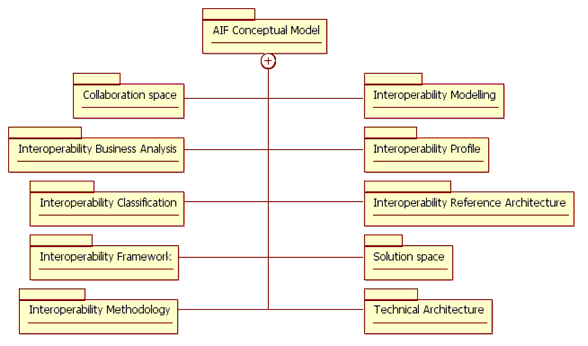 AIF Conceptual Model
Collaboration space
Interoperability Modelling
Interoperability Business Analysis
Interoperability Profile
Interoperability Classification
Interoperability Reference Architecture
Interoperability Framework
Solution space
Interoperability Methodology
Technical Architecture